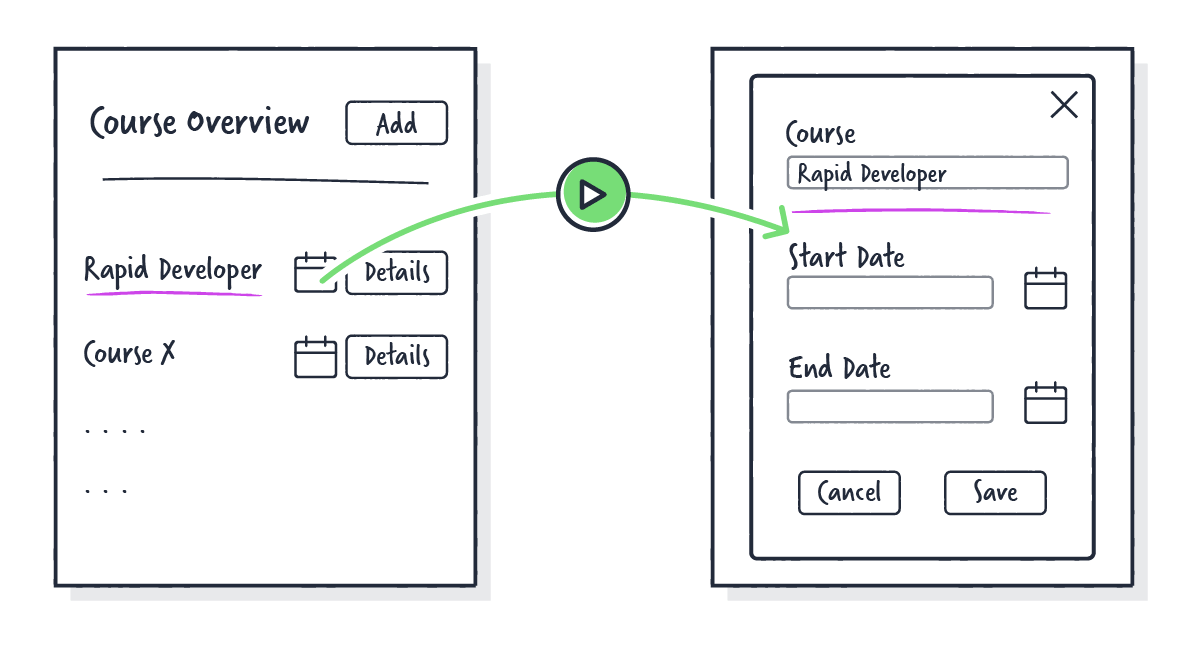 Course Overview
Add
Rapid Developer
Details
Course X
Details
. . . .
. . .
Course
Rapid Developer
Start Date
End Date
Cancel
Save